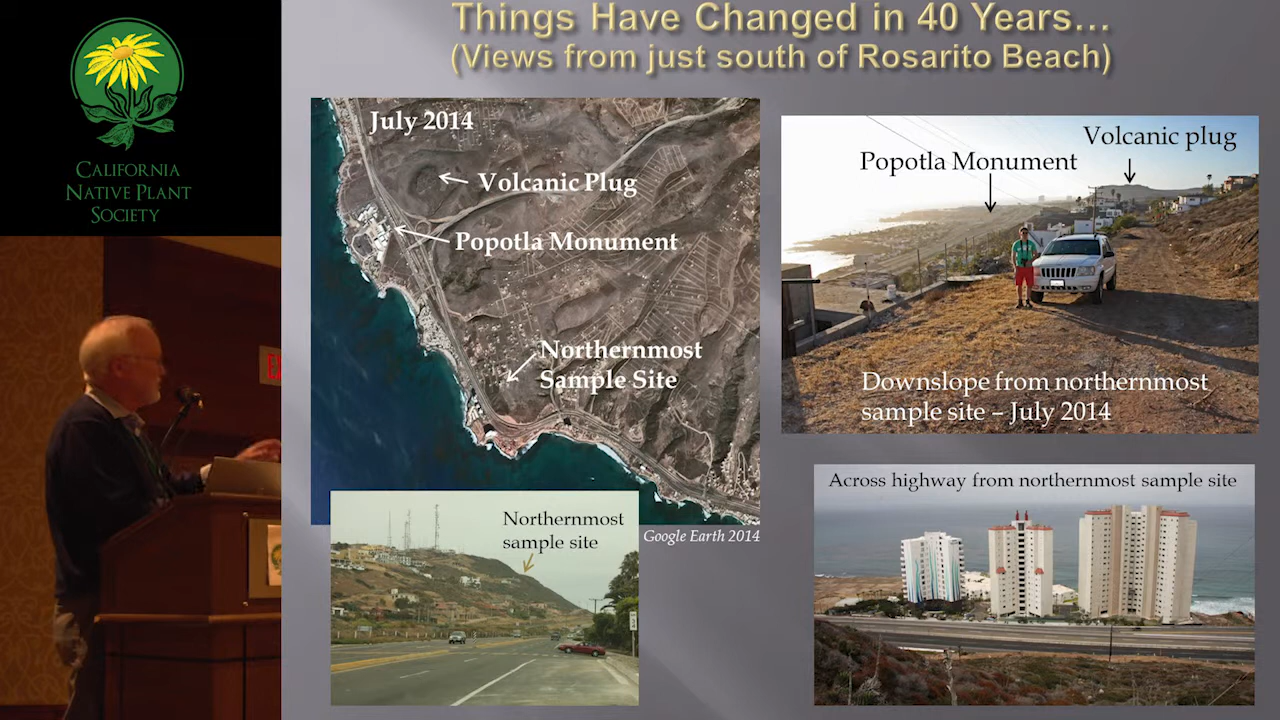 Things Have Changed in 40 Years…
(Views from just south of Rosarito Beach)
CALIFORNIA
NATIVE PLANT
SOCIETY
July 2014
Volcanic Plug
Popotla Monument
Northernmost
Sample Site
Google Earth 2014
Volcanic plug
Popotla Monument
Downslope from northernmost
sample site – July 2014
Northernmost
sample site
Across highway from northernmost sample site